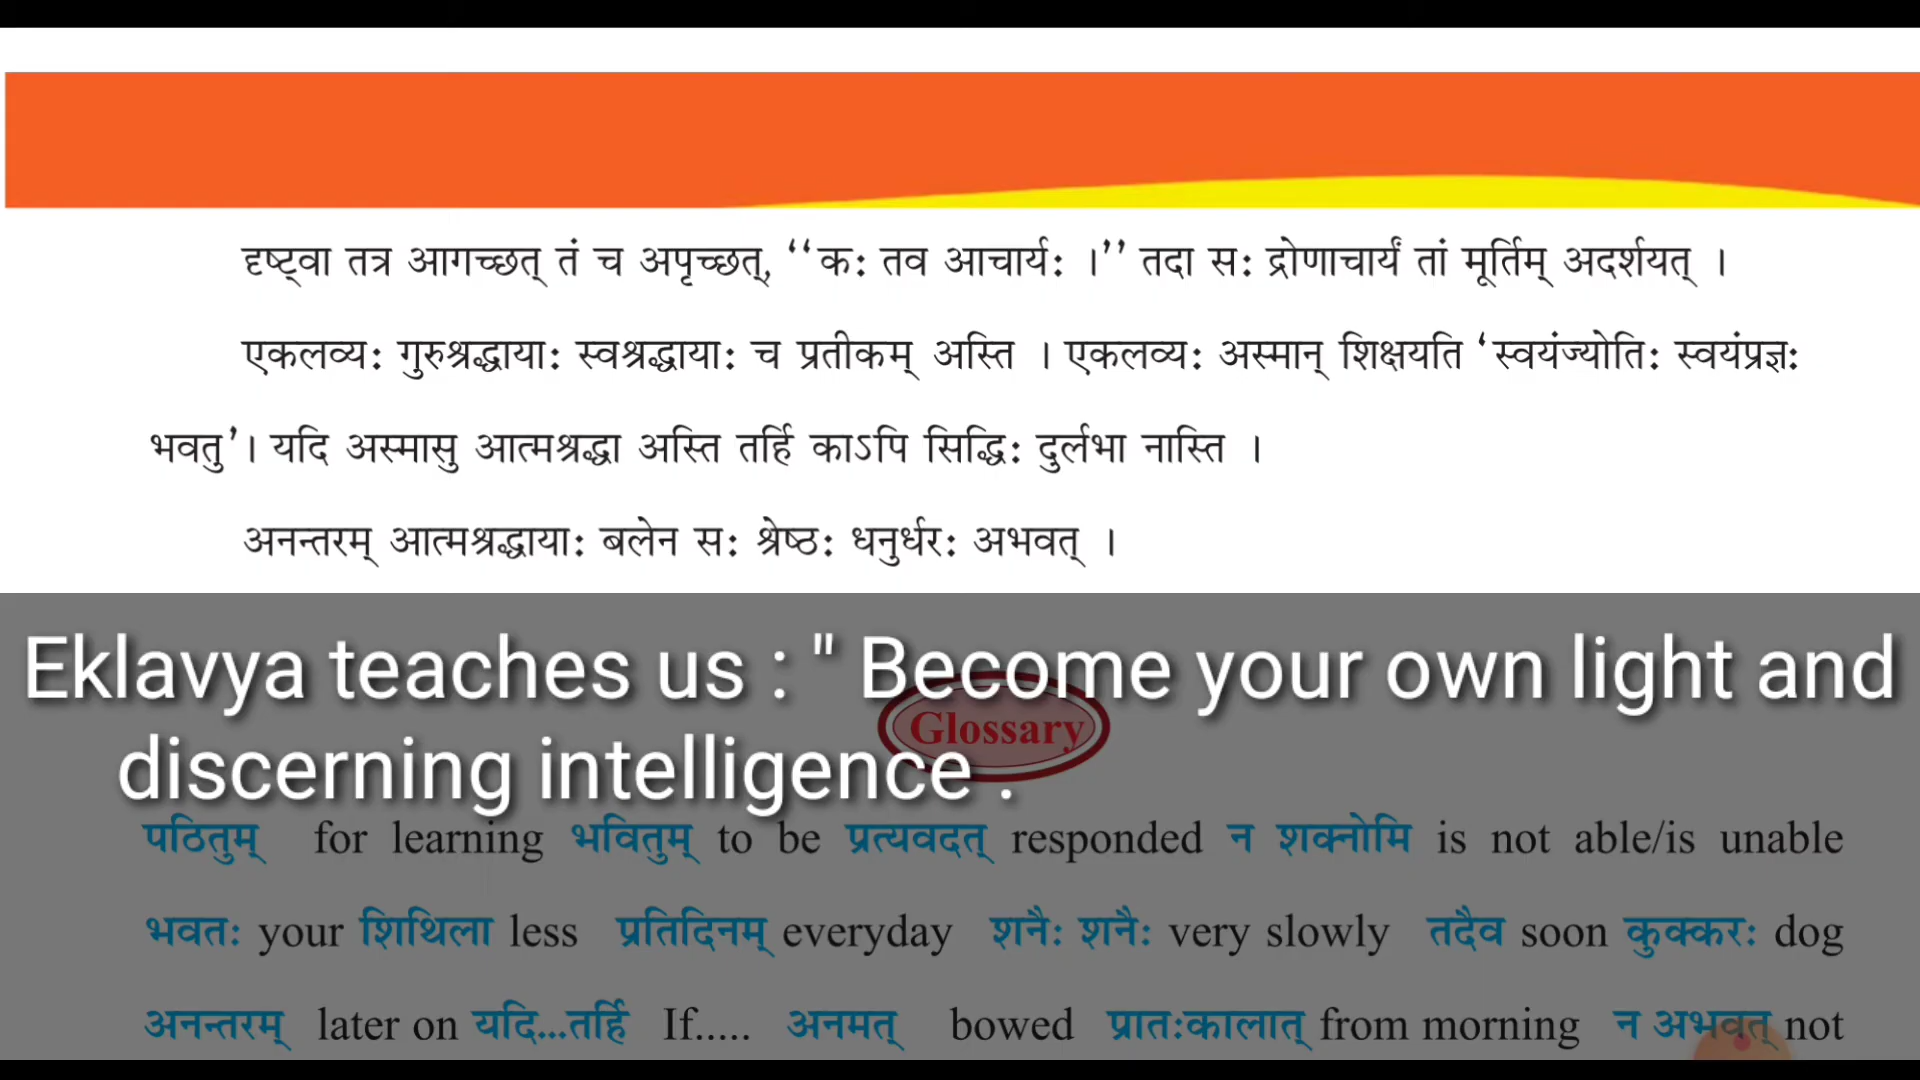 दृष्ट्वा तत्र आगच्छत् तं च अपृच्छत्, ‘‘कः तव आचार्यः ।’’ तदा सः द्रोणाचार्यं तां मूर्तिम् अदर्शयत् ।
एकलव्यः गुरुश्रद्धायाः स्वश्रद्धायाः च प्रतीकम् अस्ति । एकलव्यः अस्मान् शिक्षयति ‘स्वयंज्योतिः स्वयंप्रज्ञः
भवतु’। यदि अस्मासु आत्मश्रद्धा अस्ति तर्हि काऽपि सिद्धिः दुर्लभा नास्ति ।
अनन्तरम् आत्मश्रद्धायाः बलेन सः श्रेष्ठः धनुर्धरः अभवत् ।
Eklavya teaches us : " Become your own light and
discerning intelligence .
Glossary
पठितुम् for learning भवितुम् to be प्रत्यवदत् responded न शक्नोमि is not able/is unable
भवतः your शिथिला less प्रतिदिनम् everyday शनैः शनैः very slowly तदैव soon कुक्करः dog
अनन्तरम् later on यदि...तर्हि If..... अनमत् bowed प्रातःकालात् from morning न अभवत् not